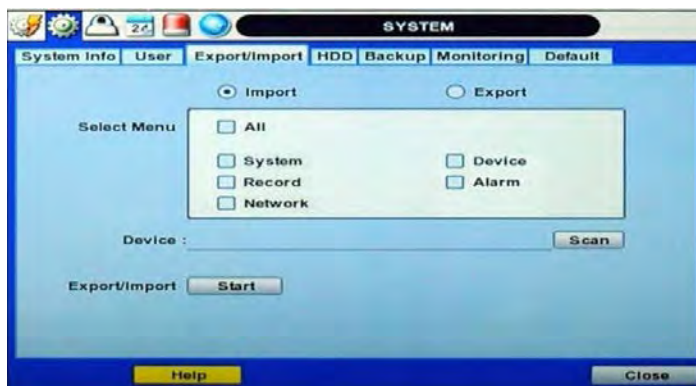 24 SYSTEM
System Info User Export/Import HDD Backup Monitoring Default
Import Export
Select Menu All
System Device
Record Alarm
Network
Device : Scan
Export/Import Start
Help Close